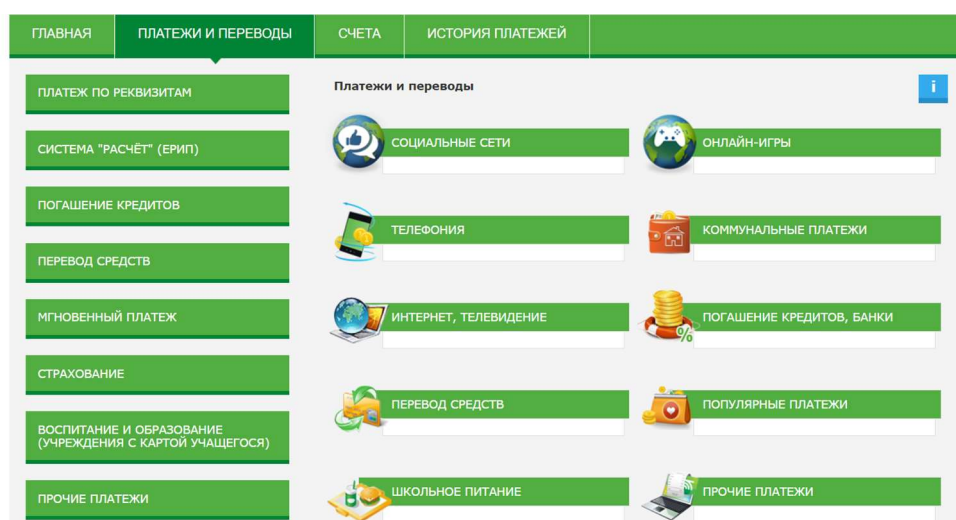 ГЛАВНАЯ
ПЛАТЕЖИ И ПЕРЕВОДЫ
СЧЕТА
ИСТОРИЯ ПЛАТЕЖЕЙ
ПЛАТЕЖ ПО РЕКВИЗИТАМ
СИСТЕМА "РАСЧЁТ" (ЕРИП)
ПОГАШЕНИЕ КРЕДИТОВ
ПЕРЕВОД СРЕДСТВ
МГНОВЕННЫЙ ПЛАТЕЖ
СТРАХОВАНИЕ
ВОСПИТАНИЕ И ОБРАЗОВАНИЕ
(УЧРЕЖДЕНИЯ С КАРТОЙ УЧАЩЕГОСЯ)
ПРОЧИЕ ПЛАТЕЖИ
Платежи и переводы
i
СОЦИАЛЬНЫЕ СЕТИ
ОНЛАЙН-ИГРЫ
ТЕЛЕФОНИЯ
КОММУНАЛЬНЫЕ ПЛАТЕЖИ
ИНТЕРНЕТ, ТЕЛЕВИДЕНИЕ
ПОГАШЕНИЕ КРЕДИТОВ, БАНКИ
%
ПЕРЕВОД СРЕДСТВ
ПОПУЛЯРНЫЕ ПЛАТЕЖИ
ШКОЛЬНОЕ ПИТАНИЕ
ПРОЧИЕ ПЛАТЕЖИ